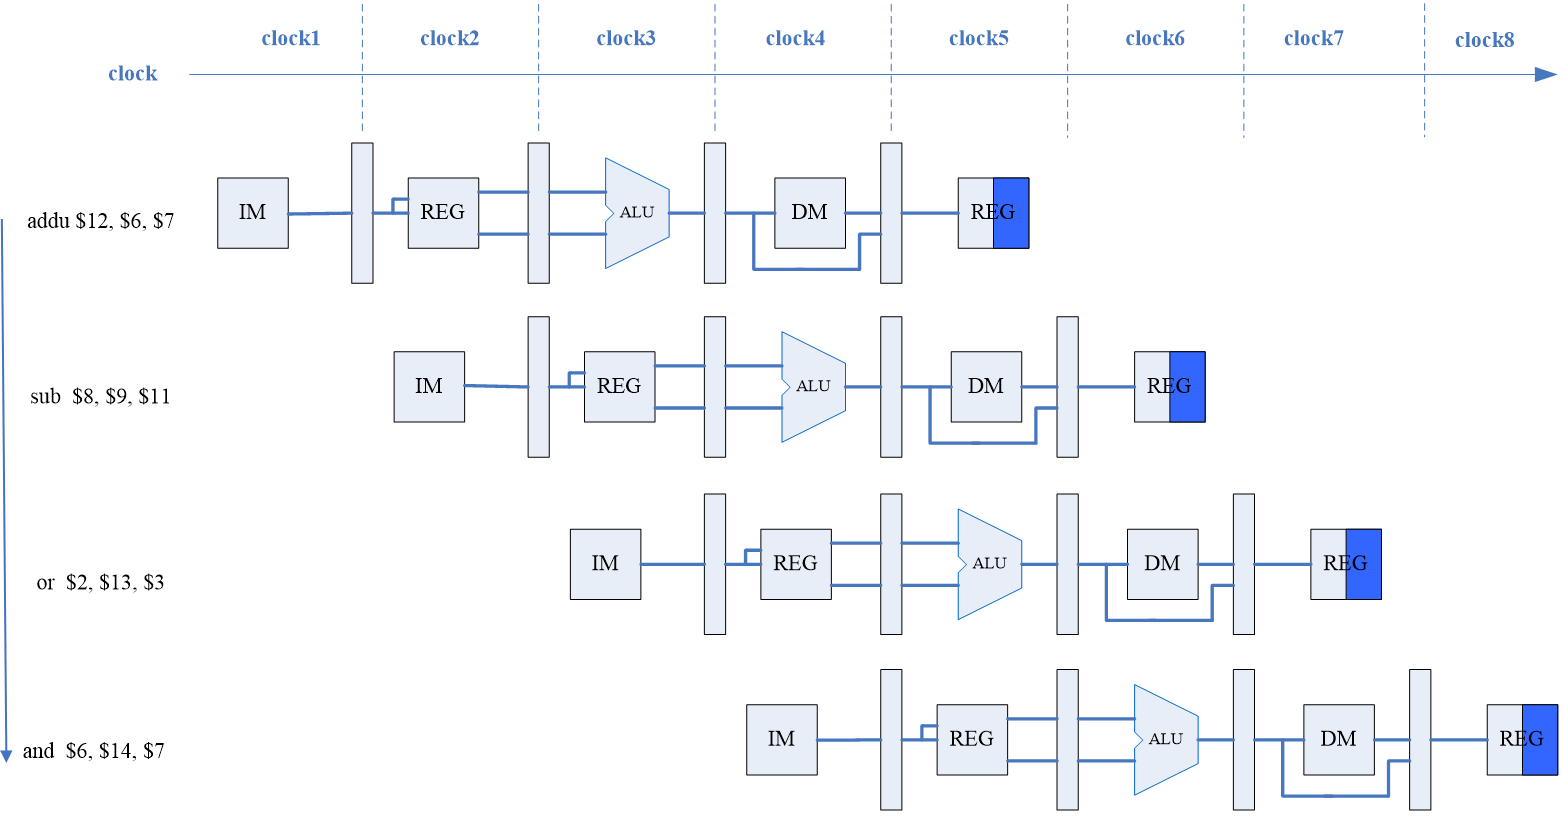 clock1 clock2 clock3 clock4 clock5 clock6 clock7 clock8
clock
addu $12, $6, $7 IM REG ALU DM REG
sub $8, $9, $11 IM REG ALU DM REG
or $2, $13, $3 IM REG ALU DM REG
and $6, $14, $7 IM REG ALU DM REG